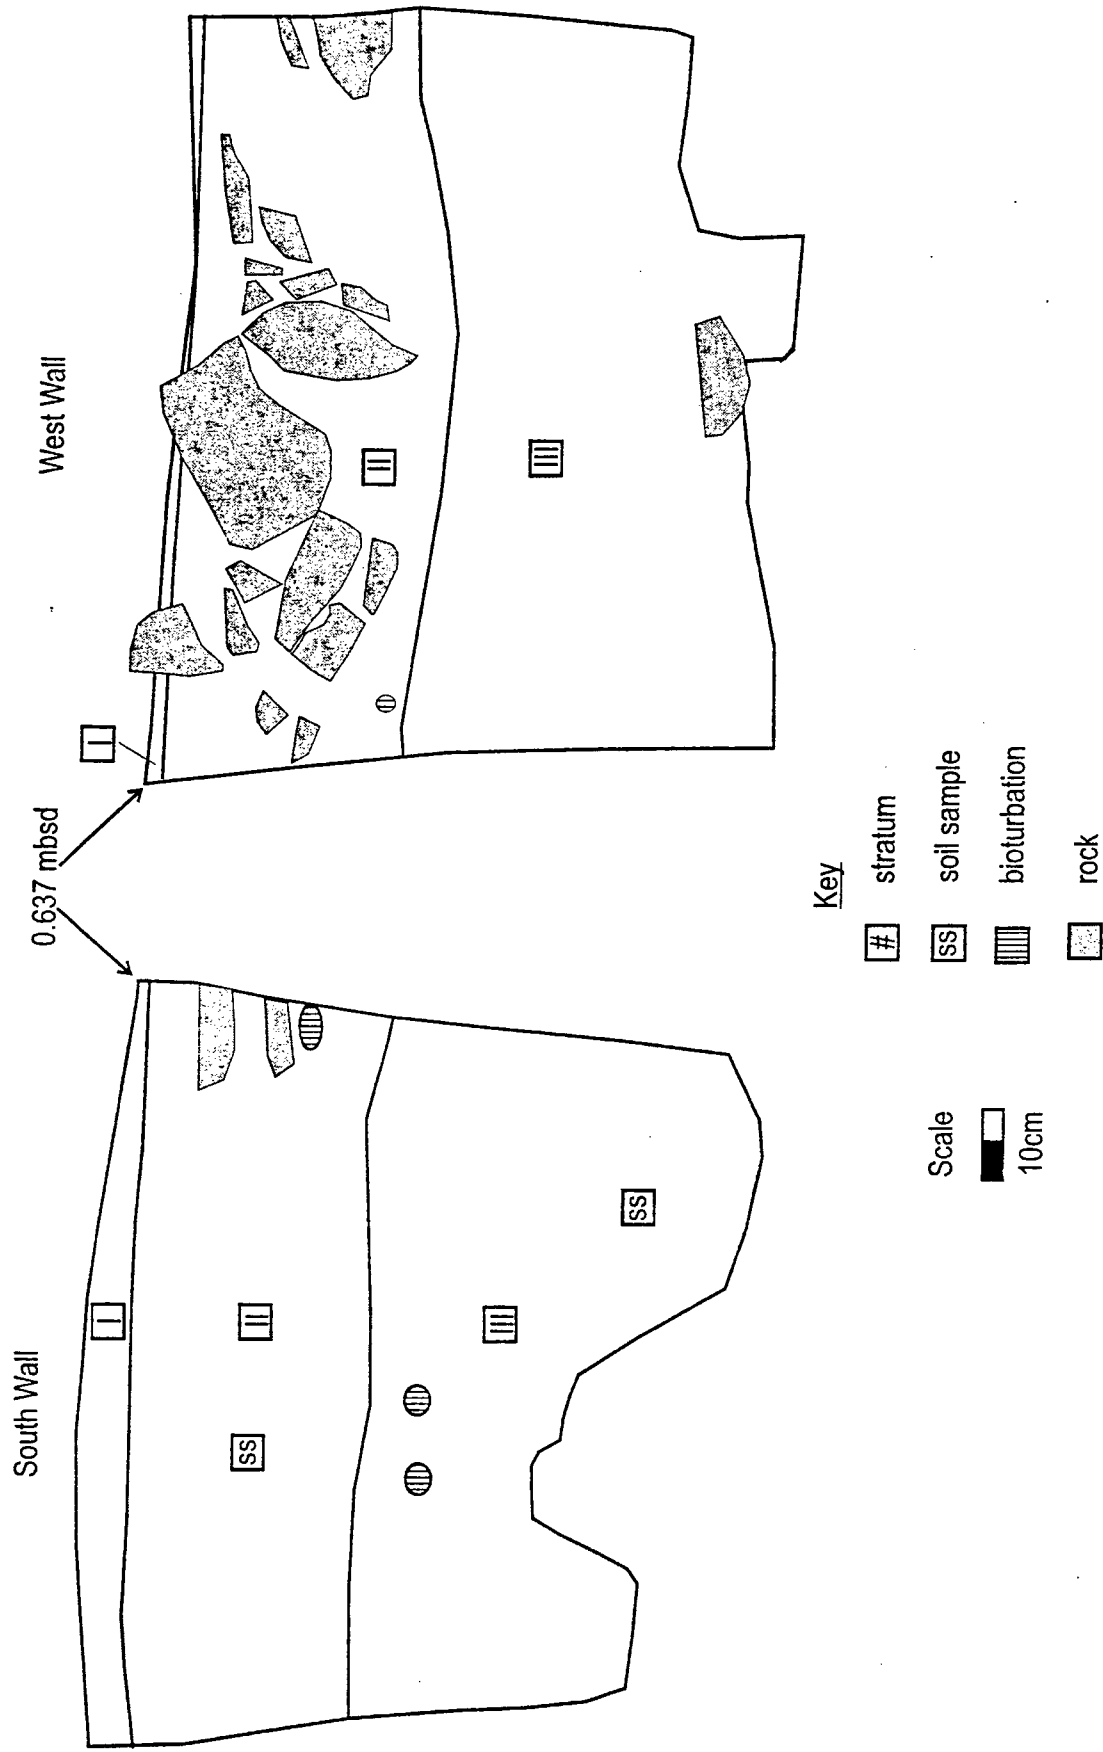 South Wall
0.637 mbsd
West Wall
I
II
ss
III
ss
I
II
III
Scale
10cm
Key
# stratum
ss soil sample
bioturbation
rock